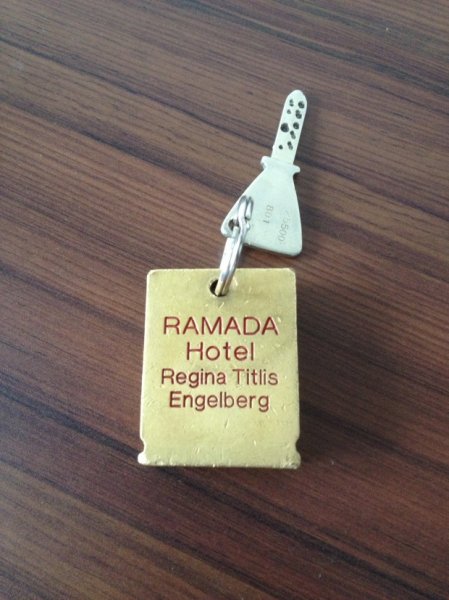 RAMADA
Hotel
Regina Titlis
Engelberg
801